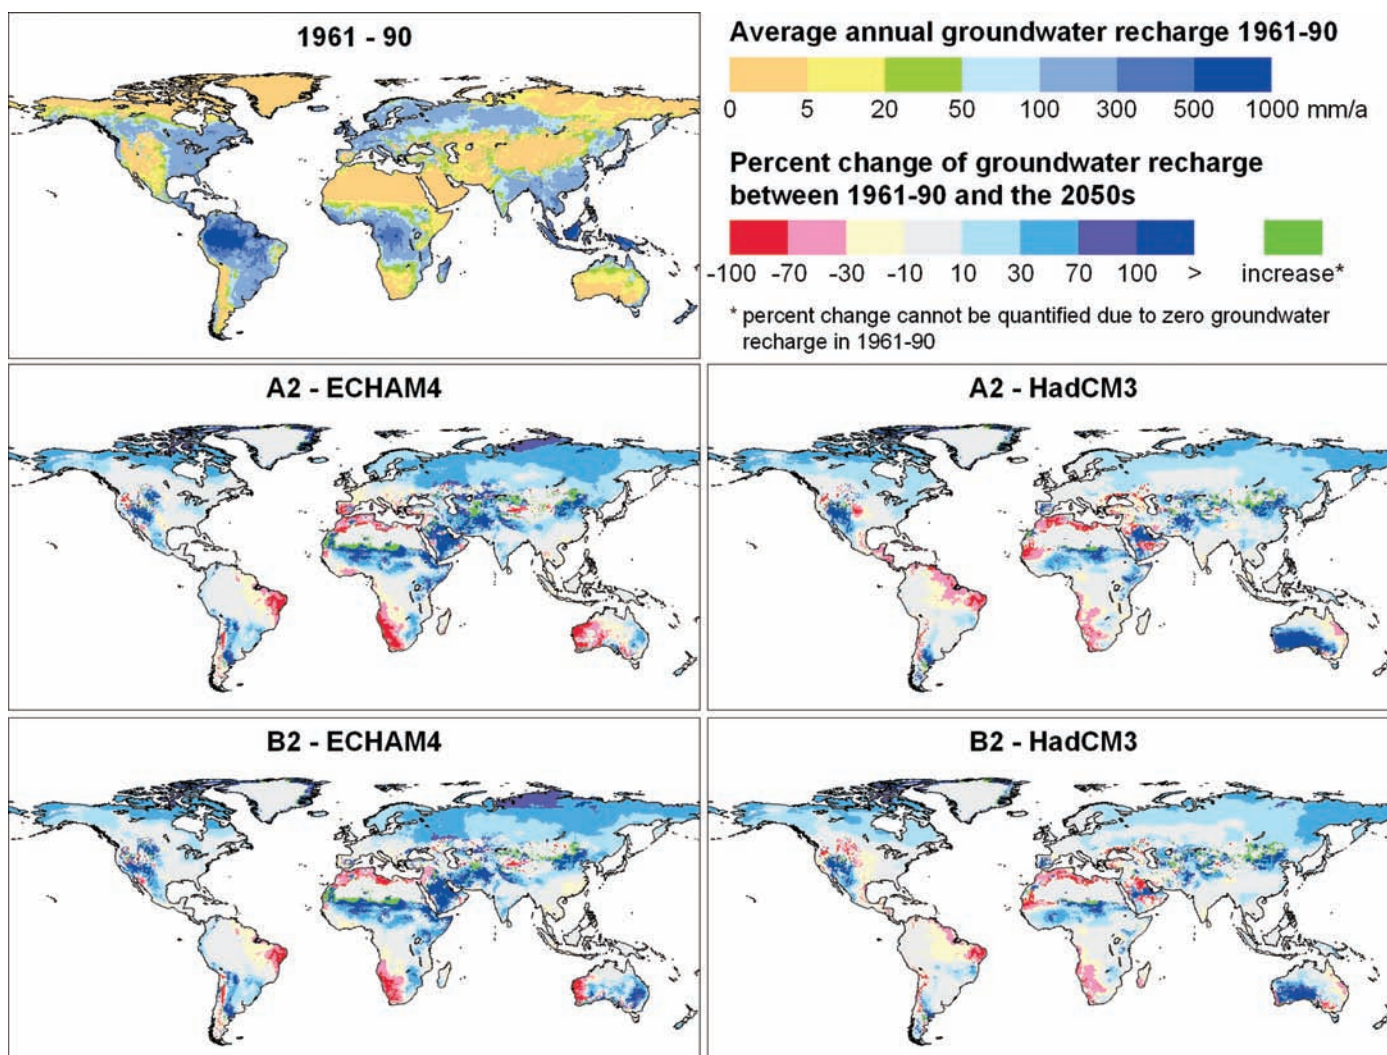 1961 - 90
Average annual groundwater recharge 1961-90
0 5 20 50 100 300 500 1000 mm/a
Percent change of groundwater recharge
between 1961-90 and the 2050s
-100 -70 -30 -10 10 30 70 100 > increase*
* percent change cannot be quantified due to zero groundwater
recharge in 1961-90
A2 - ECHAM4
A2 - HadCM3
B2 - ECHAM4
B2 - HadCM3